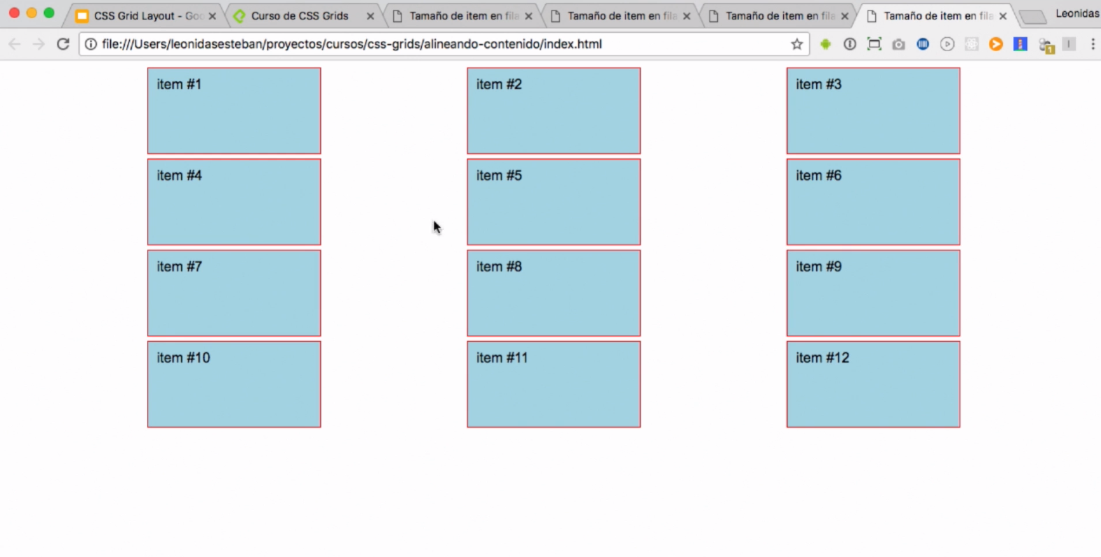 CSS Grid Layout - Goo
Curso de CSS Grids
Tamaño de item en fila
Tamaño de item en fila
Tamaño de item en fila
Tamaño de item en fila
Leonidas
file:///Users/leonidasesteban/proyectos/cursos/css-grids/alineando-contenido/index.html
1
item #1
item #2
item #3
item #4
item #5
item #6
item #7
item #8
item #9
item #10
item #11
item #12